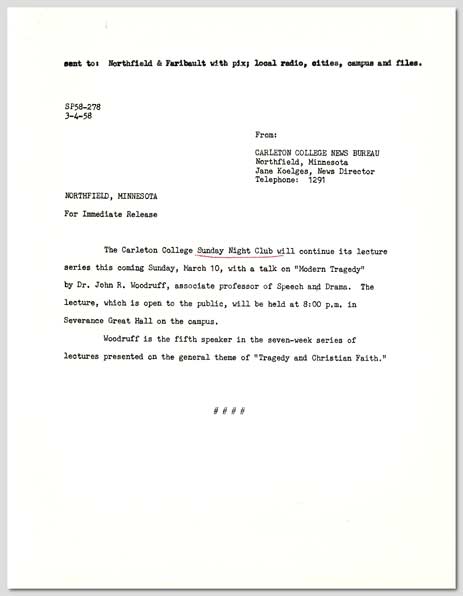 sent to: Northfield & Faribault with pix; local radio, cities, campus and files.
SP58-278
3-4-58
From:
CARLETON COLLEGE NEWS BUREAU
Northfield, Minnesota
Jane Koelges, News Director
Telephone: 1291
NORTHFIELD, MINNESOTA
For Immediate Release
The Carleton College Sunday Night Club will continue its lecture
series this coming Sunday, March 10, with a talk on "Modern Tragedy"
by Dr. John R. Woodruff, associate professor of Speech and Drama. The
lecture, which is open to the public, will be held at 8:00 p.m. in
Severance Great Hall on the campus.
Woodruff is the fifth speaker in the seven-week series of
lectures presented on the general theme of "Tragedy and Christian Faith."
# # # #